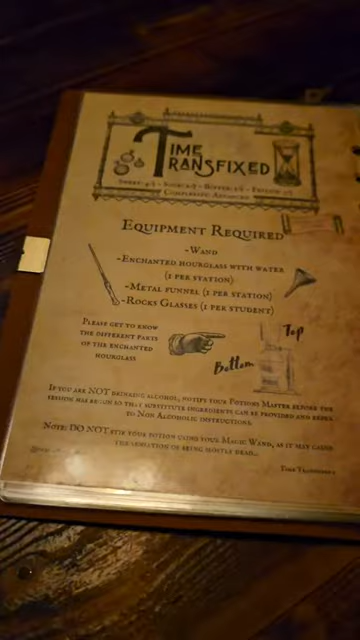 Time Transfixed
Complexity: Advanced
Equipment Required
-Wand
-Enchanted hourglass with water
(1 per station)
-Metal funnel (1 per station)
-Rocks Glasses (1 per student)
Please get to know
the different parts
of the enchanted
hourglass
Top
Bottom
If you are NOT drinking alcohol, notify your Potions Master before the
session has begun so that substitute ingredients can be provided and refer
to Non Alcoholic instructions.
Note: DO NOT stir your potion using your Magic Wand, as it may cause
the sensation of being mostly dead...
Time Transfixed